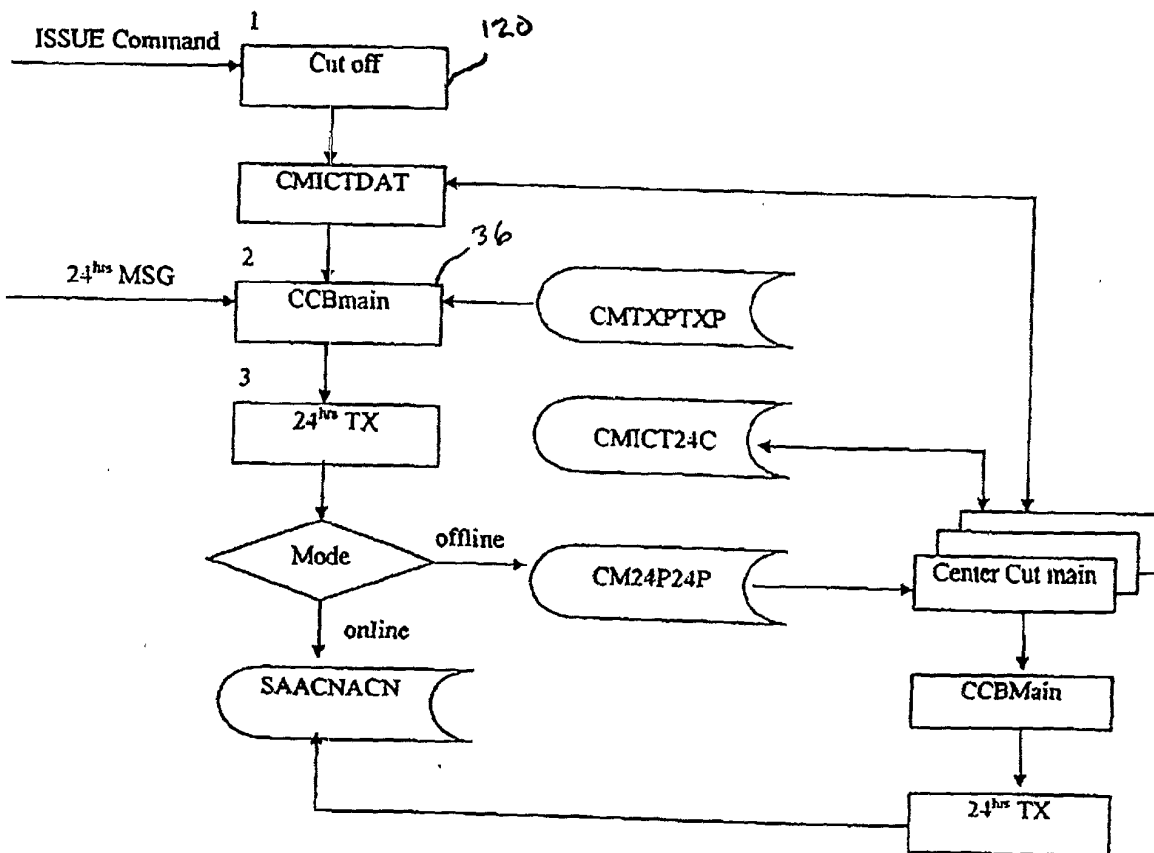 1
120
ISSUE Command
Cut off
CMICTDAT
36
2
24hrs MSG
CCBmain
CMTXPTXP
3
24hrs TX
CMICT24C
Mode
offline
CM24P24P
Center Cut main
online
SAACNACN
CCBMain
24hrs TX